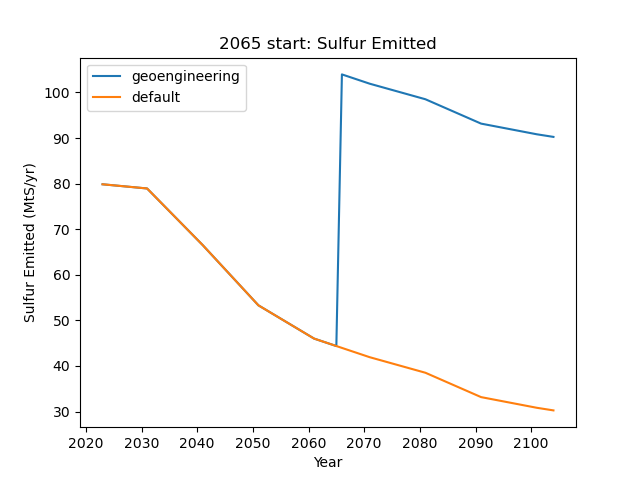 2065 start: Sulfur Emitted
geoengineering
default
Sulfur Emitted (MtS/yr)
100
90
80
70
60
50
40
30
2020 2030 2040 2050 2060 2070 2080 2090 2100
Year